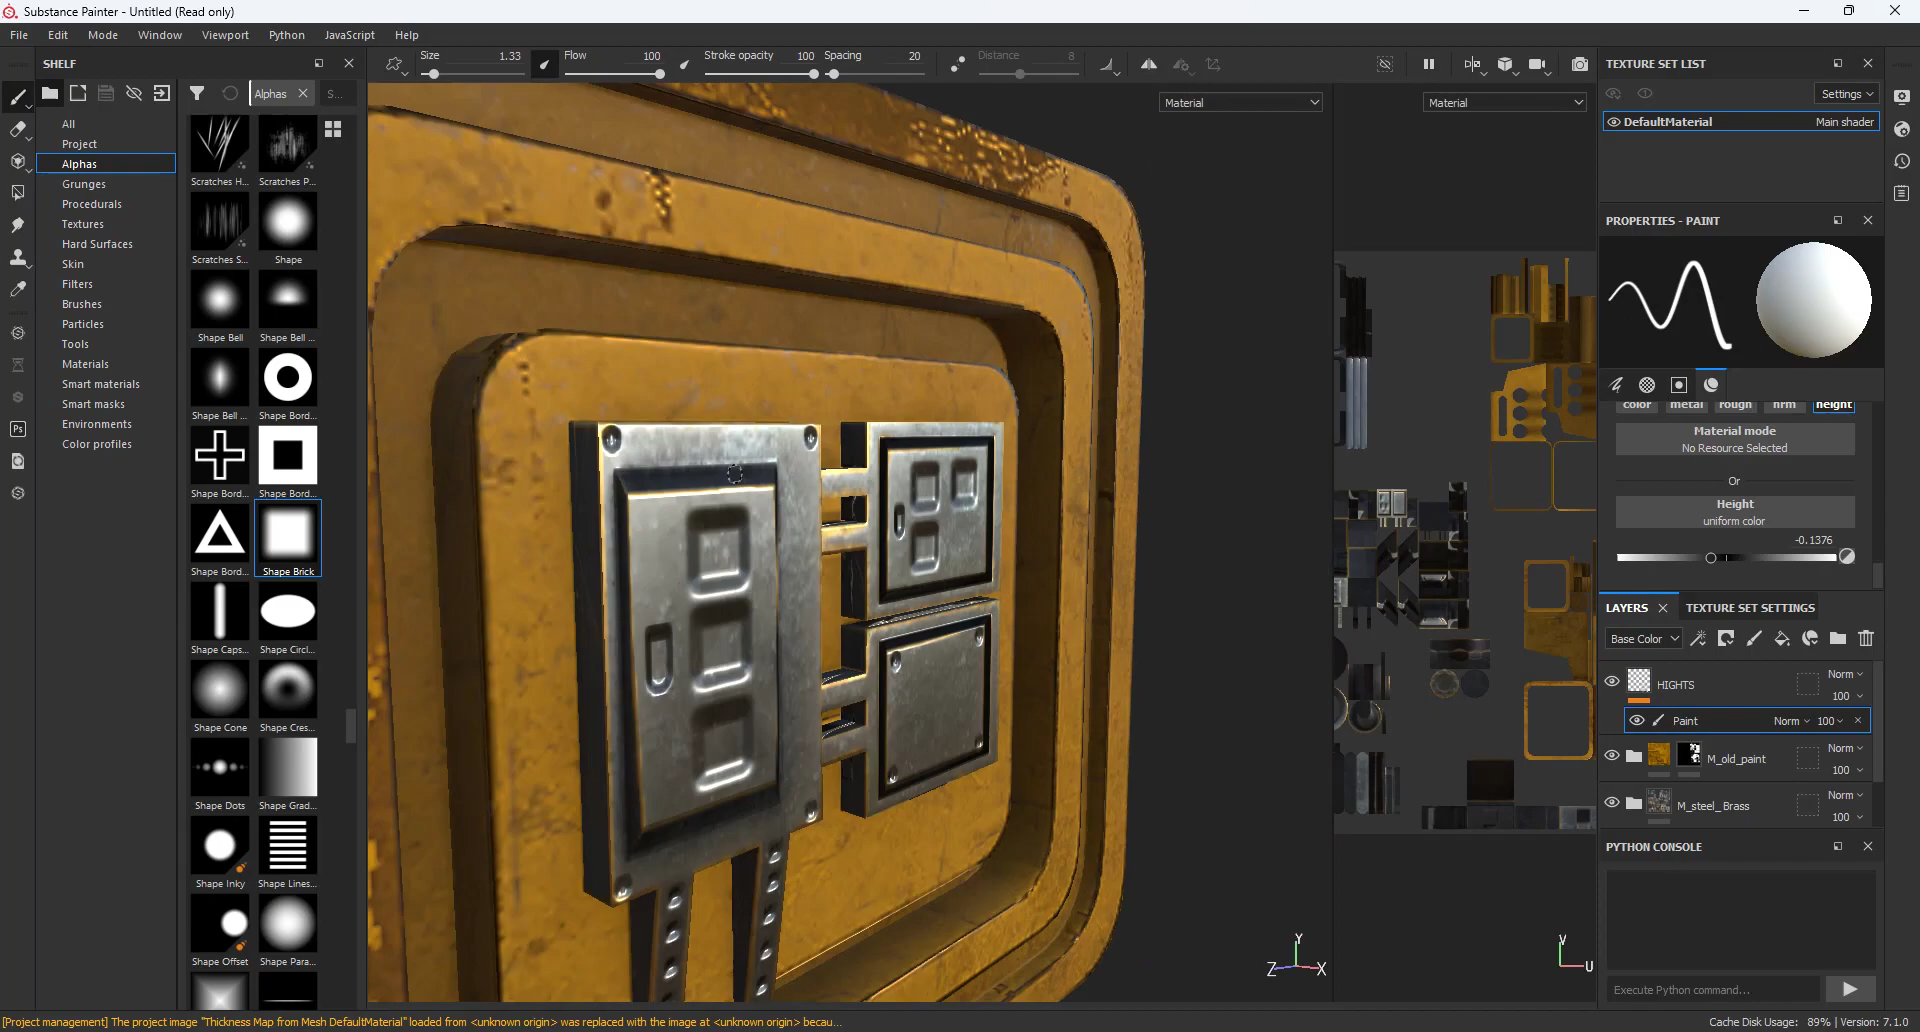 Substance Painter - Untitled (Read only)
File Edit Mode Window Viewport Python JavaScript Help
SHELF
Size 1.33
Flow 100
Stroke opacity 100
Spacing 20
Distance 8
TEXTURE SET LIST
Alphas
S...
Material
Material
Settings
DefaultMaterial Main shader
All
Project
Alphas
Grunges
Procedurals
Textures
Hard Surfaces
Skin
Filters
Brushes
Particles
Tools
Materials
Smart materials
Smart masks
Environments
Color profiles
Ps
Scratches H... Scratches P...
Scratches S... Shape
Shape Bell Shape Bell ...
Shape Bell ... Shape Bord...
Shape Bord... Shape Bord...
Shape Bord... Shape Brick
Shape Caps... Shape Circl...
Shape Cone Shape Cres...
Shape Dots Shape Grad...
Shape Inky Shape Lines...
Shape Offset Shape Para...
Y
Z X
V
U
PROPERTIES - PAINT
color metal rough nrm height
Material mode
No Resource Selected
Or
Height
uniform color
-0.1376
LAYERS TEXTURE SET SETTINGS
Base Color
HIGHTS Norm
100
Paint Norm 100
M_old_paint Norm
100
M_steel_Brass Norm
100
PYTHON CONSOLE
Execute Python command...
[Project management] The project image "Thickness Map from Mesh DefaultMaterial" loaded from <unknown origin> was replaced with the image at <unknown origin> becau...
Cache Disk Usage: 89% | Version: 7.1.0